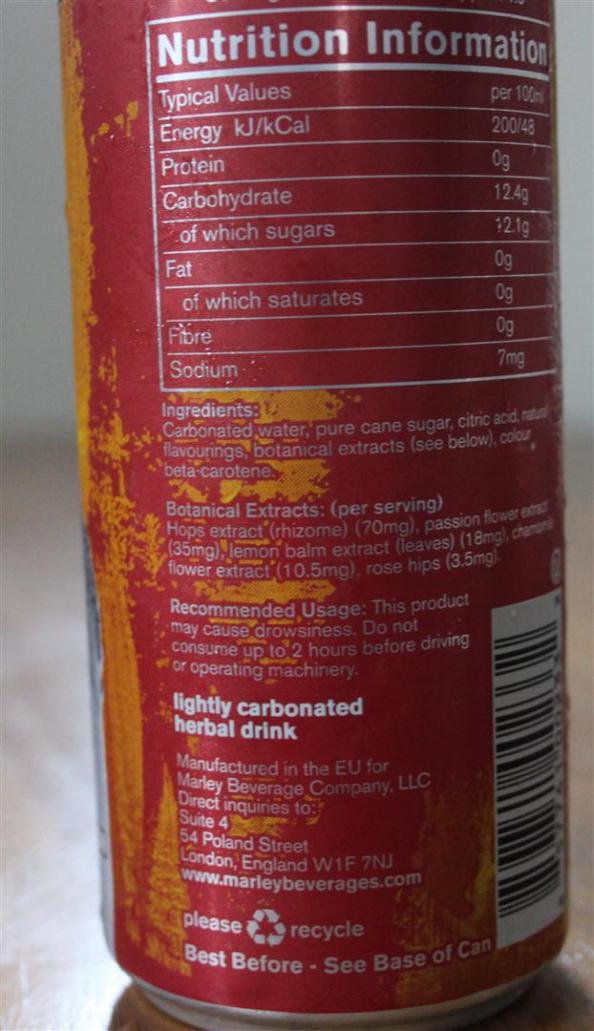 Nutrition Information
Typical Values per 100ml
Energy kJ/kCal 200/48
Protein 0g
Carbohydrate 12.4g
of which sugars 12.1g
Fat 0g
of which saturates 0g
Fibre 0g
Sodium 7mg
Ingredients:
Carbonated water, pure cane sugar, citric acid, natural
flavourings, botanical extracts (see below), colour
beta-carotene.
Botanical Extracts: (per serving)
Hops extract (rhizome) (70mg), passion flower extract
(35mg), lemon balm extract (leaves) (18mg), chamomile
flower extract (10.5mg), rose hips (3.5mg).
Recommended Usage: This product
may cause drowsiness. Do not
consume up to 2 hours before driving
or operating machinery.
lightly carbonated
herbal drink
Manufactured in the EU for
Marley Beverage Company, LLC
Direct inquiries to:
Suite 4
54 Poland Street
London, England W1F 7NJ
www.marleybeverages.com
please recycle
Best Before - See Base of Can